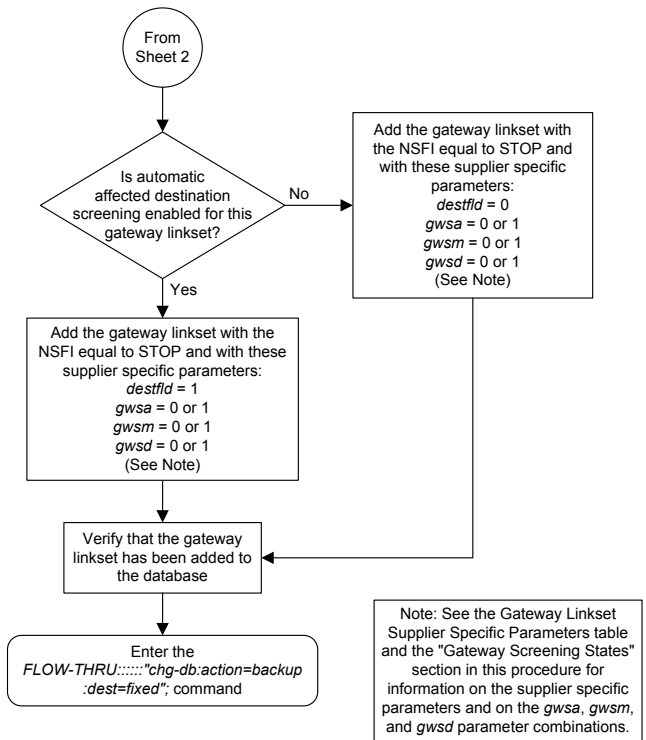 From
Sheet 2
Is automatic
affected destination
screening enabled for this
gateway linkset?
No
Add the gateway linkset with
the NSFI equal to STOP and
with these supplier specific
parameters:
destfld = 0
gwsa = 0 or 1
gwsm = 0 or 1
gwsd = 0 or 1
(See Note)
Yes
Add the gateway linkset with the
NSFI equal to STOP and with these
supplier specific parameters:
destfld = 1
gwsa = 0 or 1
gwsm = 0 or 1
gwsd = 0 or 1
(See Note)
Verify that the gateway
linkset has been added to
the database
Enter the
FLOW-THRU::::::"chg-db:action=backup
:dest=fixed"; command
Note: See the Gateway Linkset
Supplier Specific Parameters table
and the "Gateway Screening States"
section in this procedure for
information on the supplier specific
parameters and on the gwsa, gwsm,
and gwsd parameter combinations.